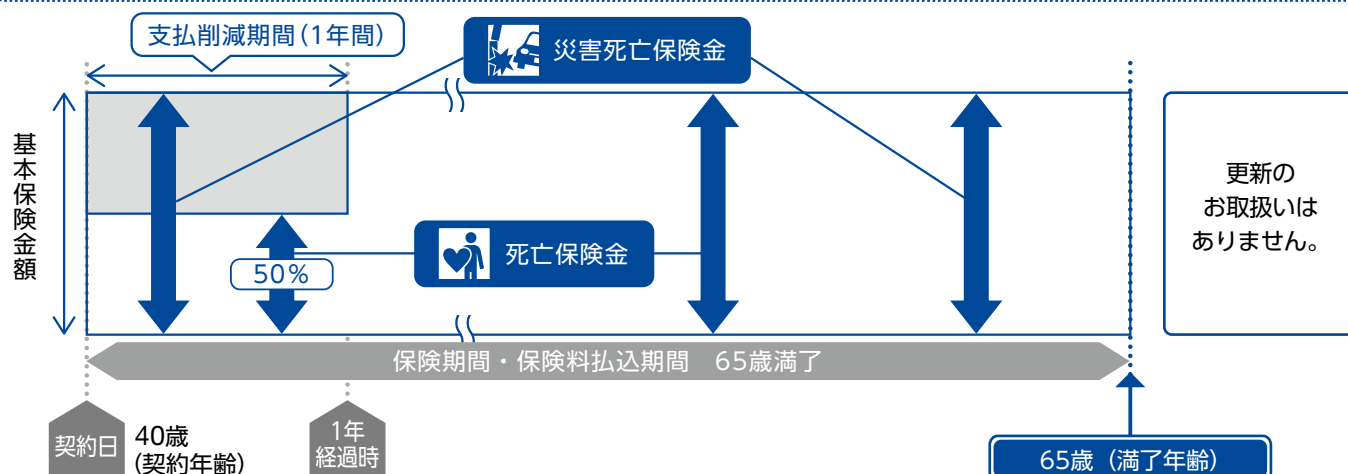 支払削減期間(1年間)
災害死亡保険金
基本保険金額
死亡保険金
50%
更新の
お取扱いは
ありません。
保険期間・保険料払込期間 65歳満了
契約日
40歳
(契約年齢)
1年
経過時
65歳(満了年齢)